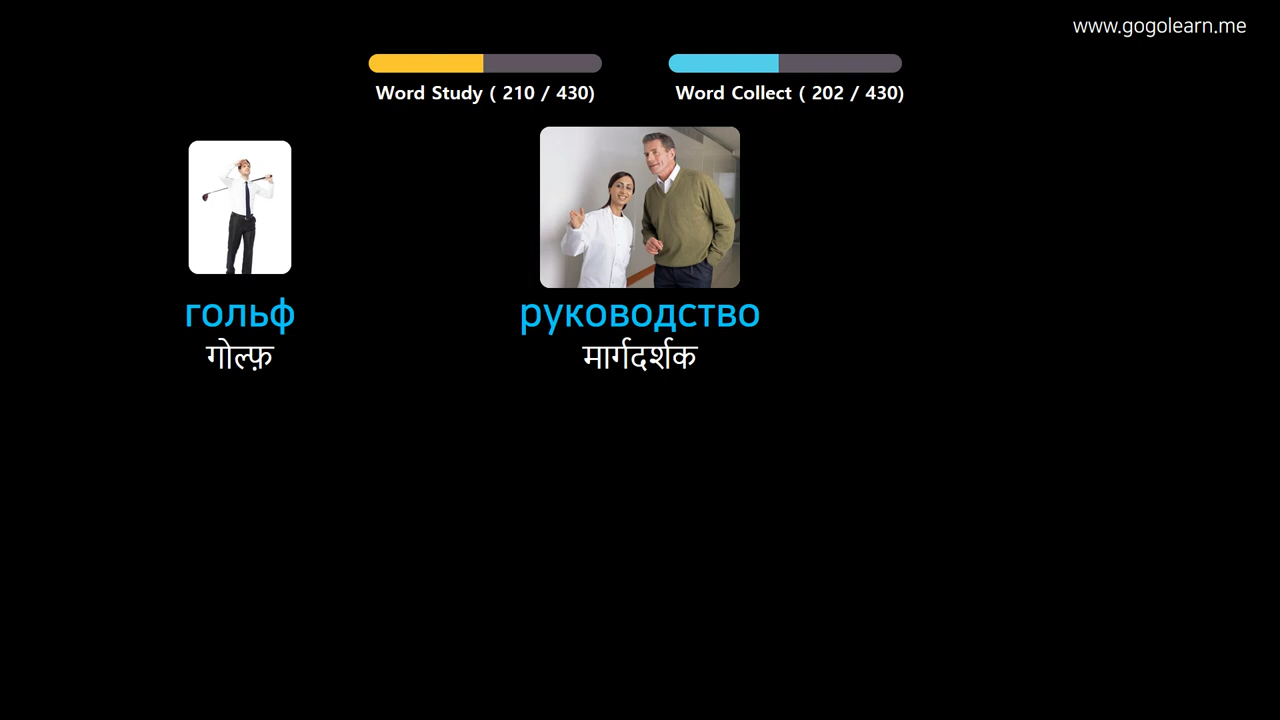 www.gogolearn.me
Word Study ( 210 / 430)
Word Collect ( 202 / 430)
гольф
गोल्फ़
руководство
मार्गदर्शक